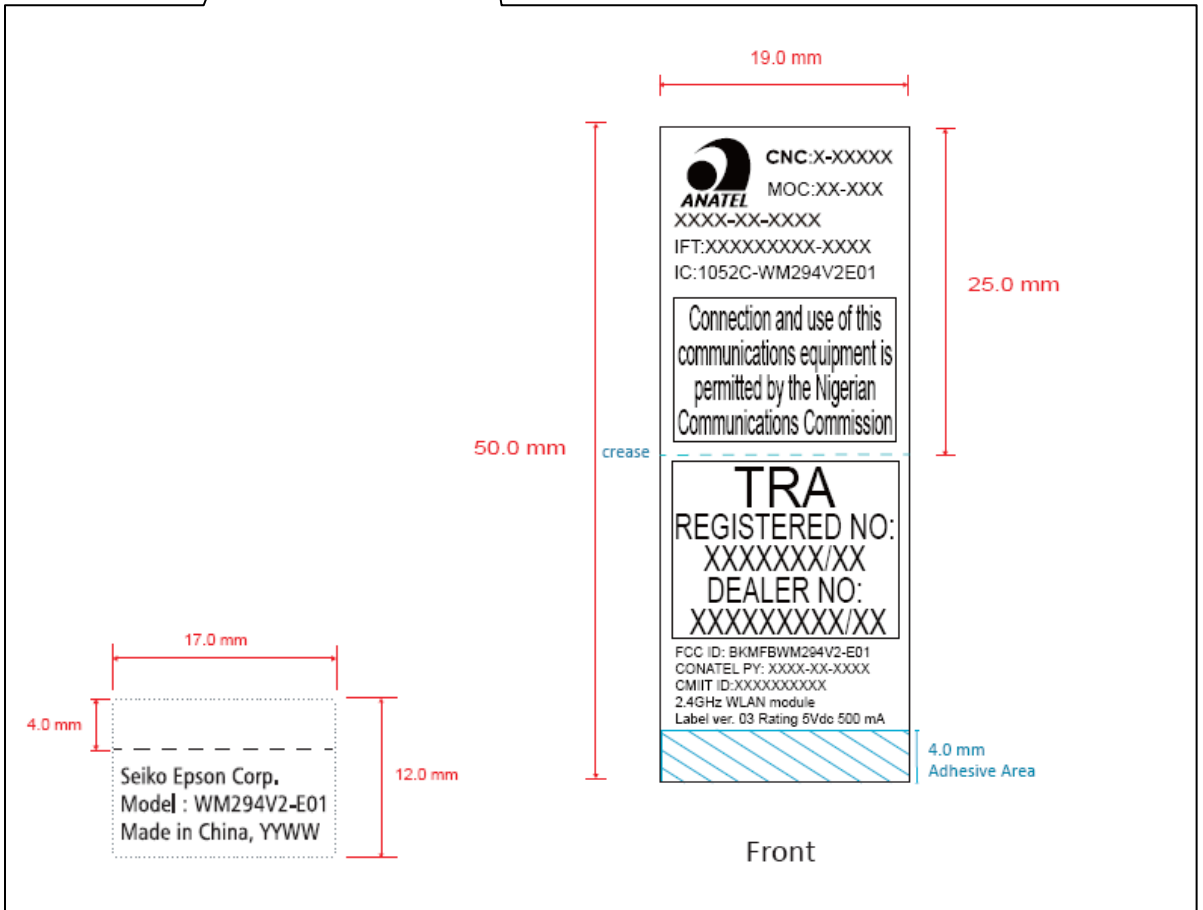 19.0 mm
ANATEL
CNC:X-XXXXX
MOC:XX-XXX
XXXX-XX-XXXX
IFT:XXXXXXXXX-XXXX
IC:1052C-WM294V2E01
25.0 mm
Connection and use of this
communications equipment is
permitted by the Nigerian
Communications Commission
50.0 mm
crease
TRA
REGISTERED NO:
XXXXXXX/XX
DEALER NO:
XXXXXXXXX/XX
FCC ID: BKMFBWM294V2-E01
CONATEL PY: XXXX-XX-XXXX
CMIIT ID:XXXXXXXXXX
2.4GHz WLAN module
Label ver. 03 Rating 5Vdc 500 mA
4.0 mm
Adhesive Area
Front
17.0 mm
4.0 mm
12.0 mm
Seiko Epson Corp.
Model : WM294V2-E01
Made in China, YYWW